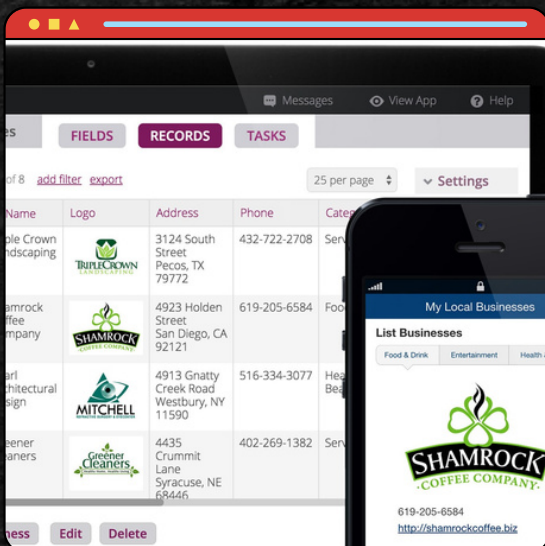 Messages View App Help
es FIELDS RECORDS TASKS
of 8 add filter export 25 per page Settings
Name Logo Address Phone Categ
ple Crown
ndscaping
TRIPLECROWN
LANDSCAPING
3124 South
Street
Pecos, TX
79772
432-722-2708
Serv
amrock
ffee
mpany
SHAMROCK
COFFEE COMPANY
4923 Holden
Street
San Diego, CA
92121
619-205-6584
Foo
arl
chitectural
sign
MITCHELL
4913 Gnatty
Creek Road
Westbury, NY
11590
516-334-3077
Hea
Bea
eener
eaners
Greener
Cleaners
4435
Crummit
Lane
Syracuse, NE
68446
402-269-1382
Serv
ness Edit Delete
My Local Businesses
List Businesses
Food & Drink Entertainment Health
SHAMROCK
COFFEE COMPANY
619-205-6584
http://shamrockcoffee.biz